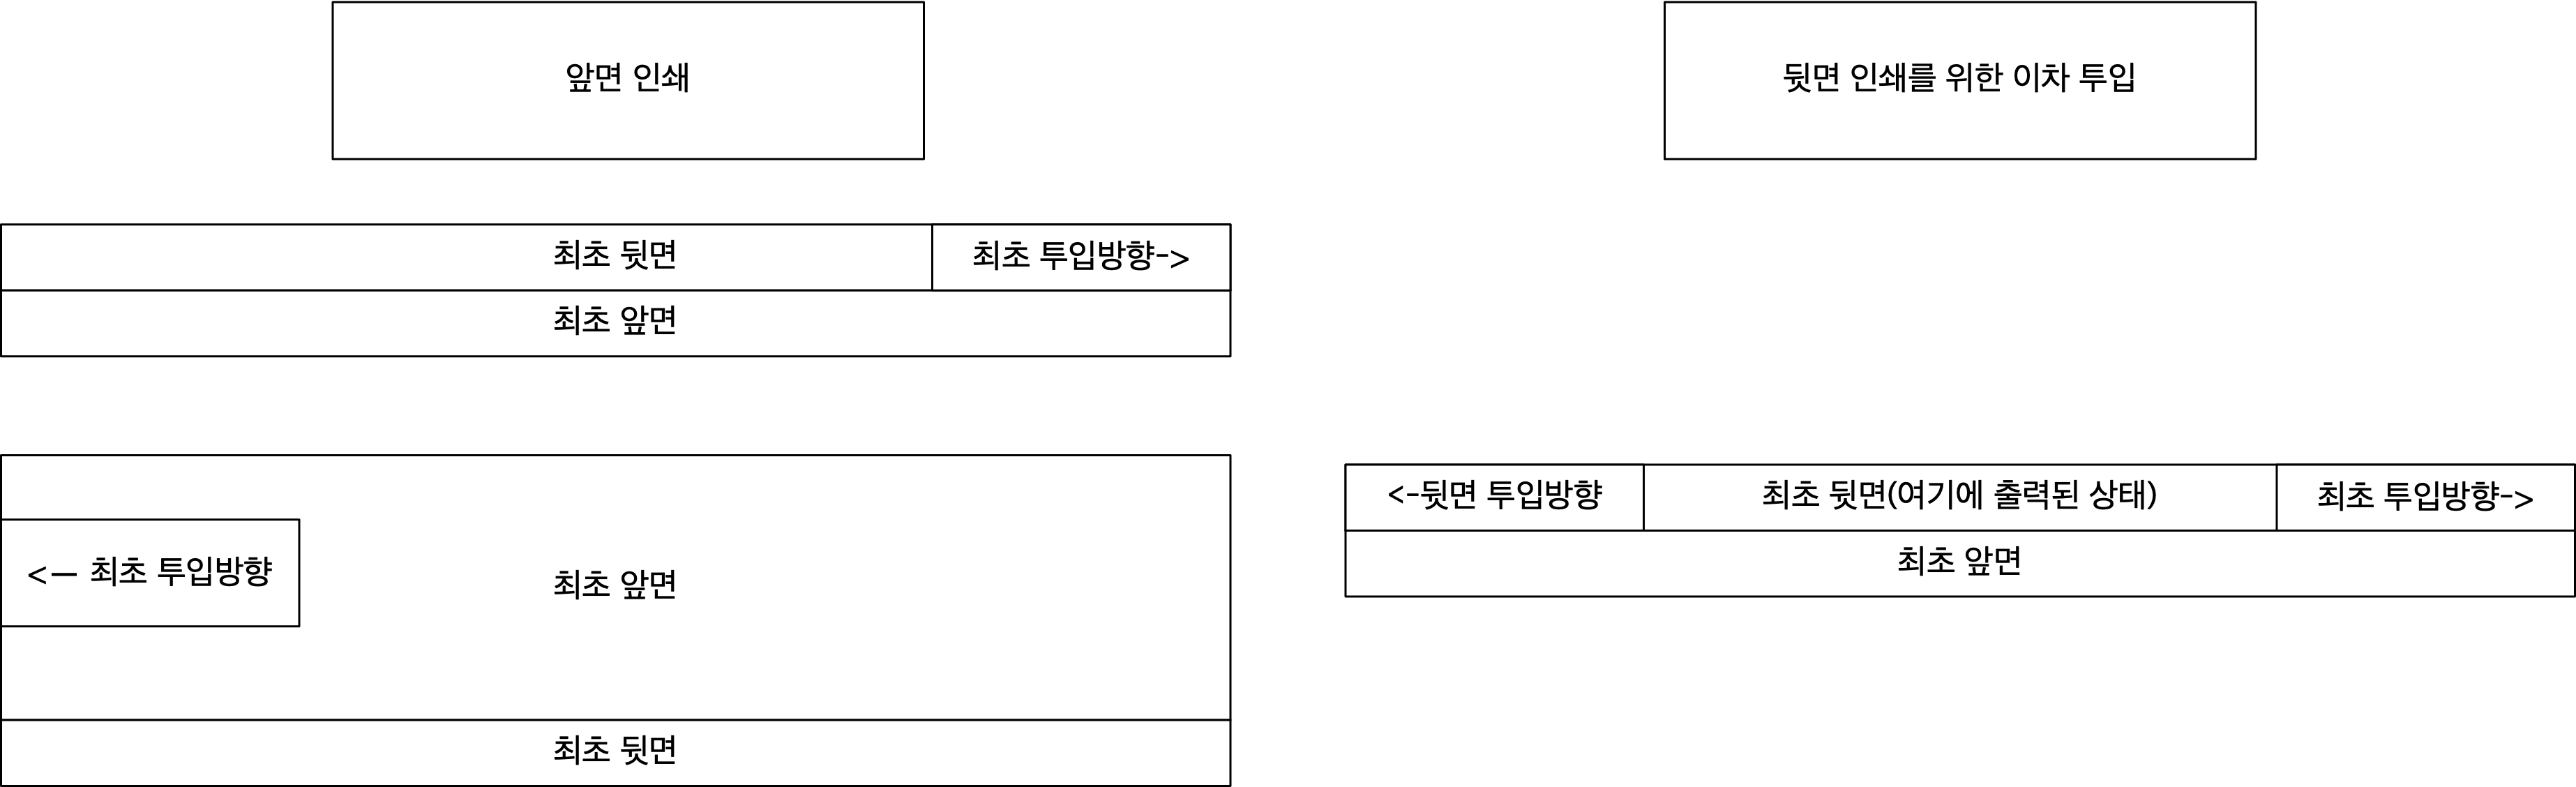 앞면 인쇄
뒷면 인쇄를 위한 이차 투입
최초 뒷면
최초 투입방향->
최초 앞면
<— 최초 투입방향
최초 앞면
최초 뒷면
<-뒷면 투입방향
최초 뒷면(여기에 출력된 상태)
최초 투입방향->
최초 앞면